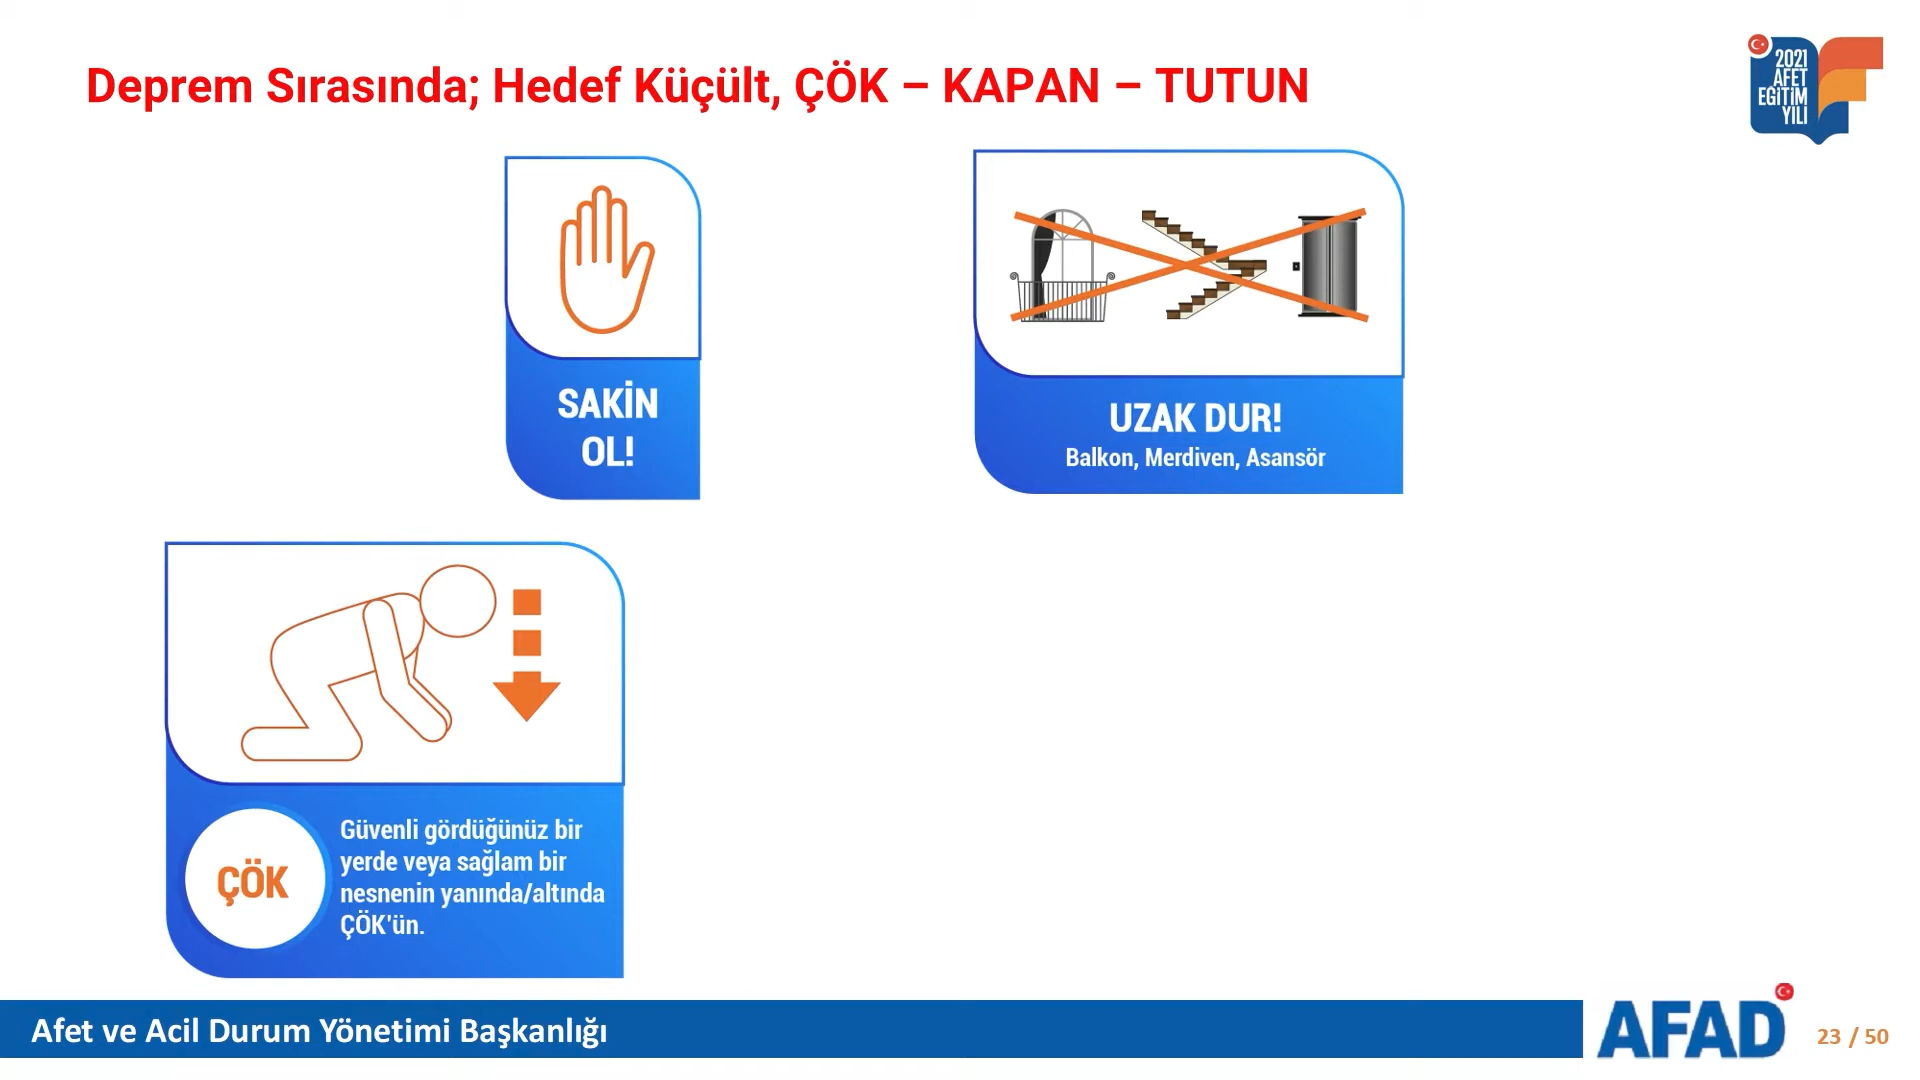 Deprem Sırasında; Hedef Küçült, ÇÖK – KAPAN – TUTUN
2021
AFET
EĞİTİM
YILI
SAKİN
OL!
UZAK DUR!
Balkon, Merdiven, Asansör
ÇÖK
Güvenli gördüğünüz bir
yerde veya sağlam bir
nesnenin yanında/altında
ÇÖK'ün.
Afet ve Acil Durum Yönetimi Başkanlığı
AFAD
23 / 50